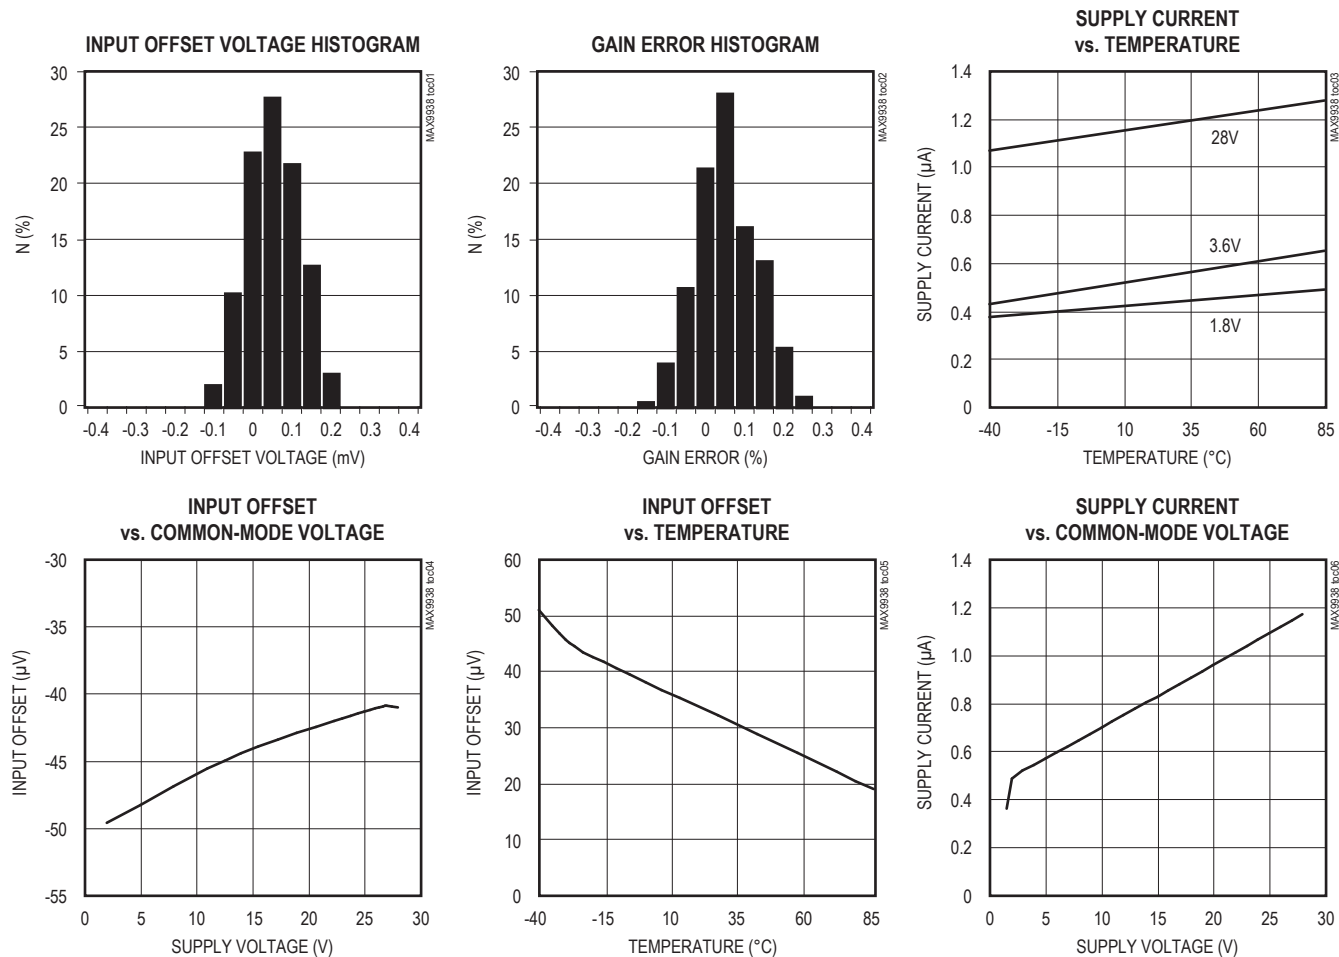 INPUT OFFSET VOLTAGE HISTOGRAM
30
25
20
15
10
5
0
N (%)
-0.4 -0.3 -0.2 -0.1 0 0.1 0.2 0.3 0.4
INPUT OFFSET VOLTAGE (mV)
MAX9938 toc01
GAIN ERROR HISTOGRAM
30
25
20
15
10
5
0
N (%)
-0.4 -0.3 -0.2 -0.1 0 0.1 0.2 0.3 0.4
GAIN ERROR (%)
MAX9938 toc02
SUPPLY CURRENT
vs. TEMPERATURE
1.4
1.2
1.0
0.8
0.6
0.4
0.2
0
SUPPLY CURRENT (µA)
28V
3.6V
1.8V
-40 -15 10 35 60 85
TEMPERATURE (°C)
MAX9938 toc03
INPUT OFFSET
vs. COMMON-MODE VOLTAGE
-30
-35
-40
-45
-50
-55
INPUT OFFSET (µV)
0 5 10 15 20 25 30
SUPPLY VOLTAGE (V)
MAX9938 toc04
INPUT OFFSET
vs. TEMPERATURE
60
50
40
30
20
10
0
INPUT OFFSET (µV)
-40 -15 10 35 60 85
TEMPERATURE (°C)
MAX9938 toc05
SUPPLY CURRENT
vs. COMMON-MODE VOLTAGE
1.4
1.2
1.0
0.8
0.6
0.4
0.2
0
SUPPLY CURRENT (µA)
0 5 10 15 20 25 30
SUPPLY VOLTAGE (V)
MAX9938 toc06